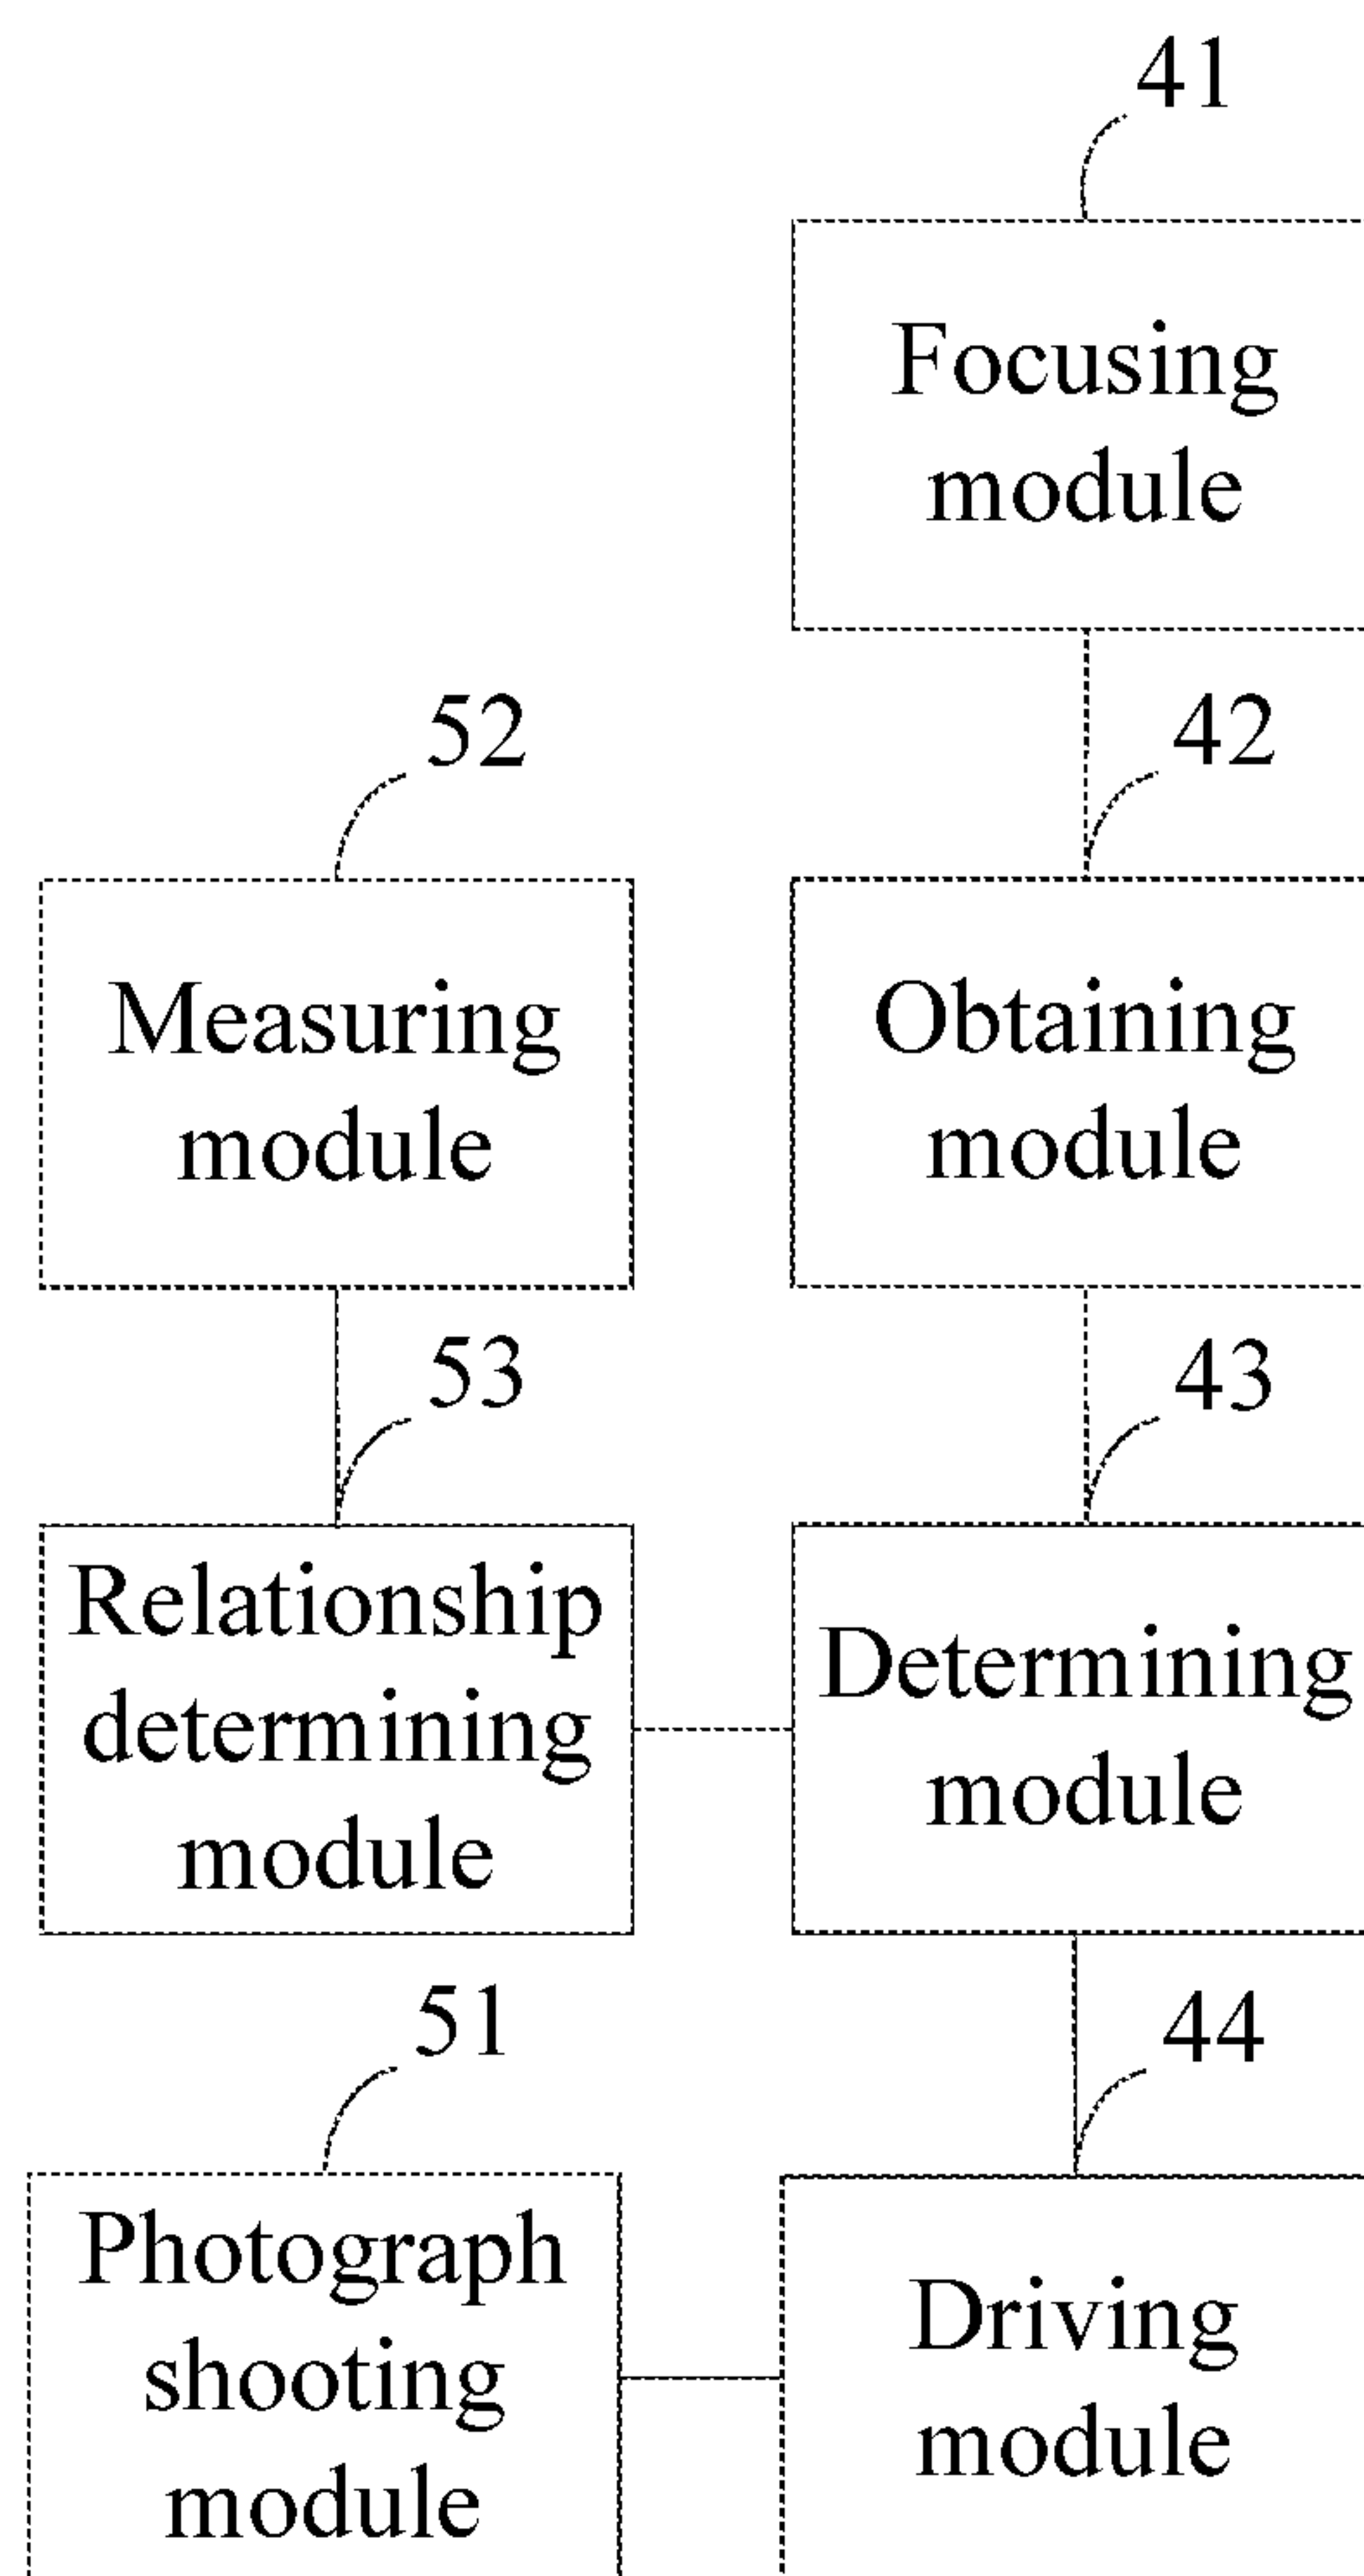 41
Focusing
module
52
42
Measuring
module
Obtaining
module
53
43
Relationship
determining
module
Determining
module
51
44
Photograph
shooting
module
Driving
module